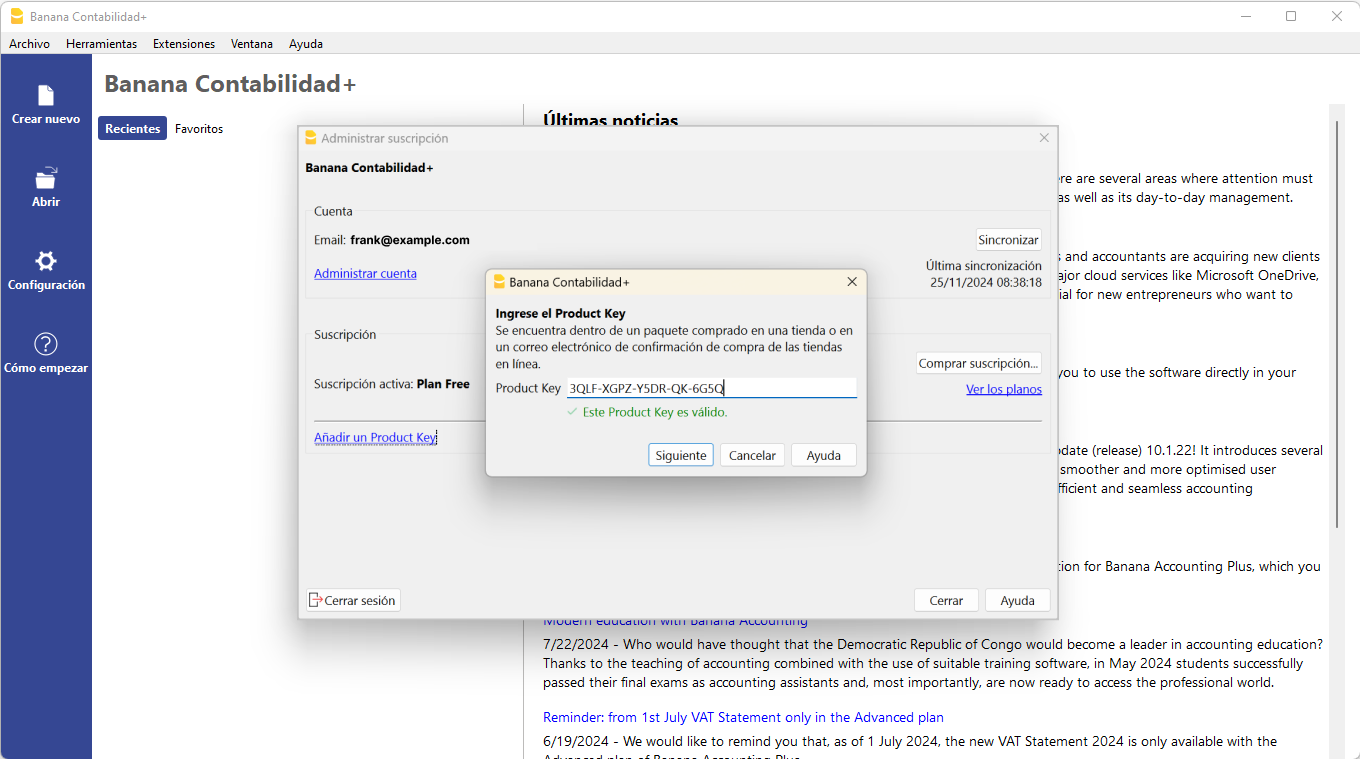 Banana Contabilidad+
Archivo Herramientas Extensiones Ventana Ayuda
Crear nuevo
Abrir
Configuración
Cómo empezar
Banana Contabilidad+
Recientes Favoritos
Últimas noticias
re are several areas where attention must
as well as its day-to-day management.
s and accountants are acquiring new clients
ajor cloud services like Microsoft OneDrive,
ial for new entrepreneurs who want to
you to use the software directly in your
pdate (release) 10.1.22! It introduces several
smoother and more optimised user
fficient and seamless accounting
tion for Banana Accounting Plus, which you
Modern education with Banana Accounting
7/22/2024 - Who would have thought that the Democratic Republic of Congo would become a leader in accounting education?
Thanks to the teaching of accounting combined with the use of suitable training software, in May 2024 students successfully
passed their final exams as accounting assistants and, most importantly, are now ready to access the professional world.
Reminder: from 1st July VAT Statement only in the Advanced plan
6/19/2024 - We would like to remind you that, as of 1 July 2024, the new VAT Statement 2024 is only available with the
Advanced plan of Banana Accounting Plus
Administrar suscripción
Banana Contabilidad+
Cuenta
Email: frank@example.com
Sincronizar
Administrar cuenta
Última sincronización
25/11/2024 08:38:18
Suscripción
Comprar suscripción...
Suscripción activa: Plan Free
Ver los planos
Añadir un Product Key
Cerrar sesión
Cerrar
Ayuda
Banana Contabilidad+
Ingrese el Product Key
Se encuentra dentro de un paquete comprado en una tienda o en
un correo electrónico de confirmación de compra de las tiendas
en línea.
Product Key 3QLF-XGPZ-Y5DR-QK-6G5Q
Este Product Key es válido.
Siguiente Cancelar Ayuda